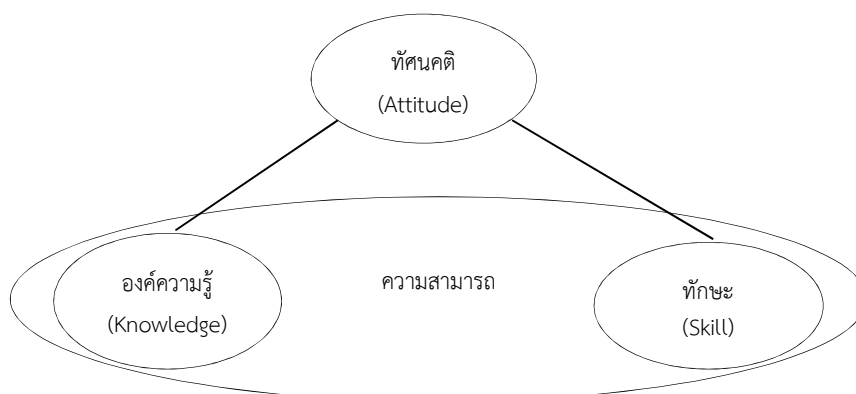 ทัศนคติ
(Attitude)
องค์ความรู้
(Knowledge)
ความสามารถ
ทักษะ
(Skill)